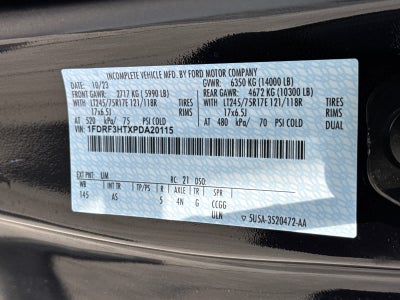 INCOMPLETE VEHICLE MFD. BY FORD MOTOR COMPANY
DATE: 10/23 GVWR: 6350 KG (14000 LB)
FRONT GAWR: 2717 KG (5990 LB) REAR GAWR: 4672 KG (10300 LB)
WITH LT245/75R17E 121/118R TIRES WITH LT245/75R17E 121/118R TIRES
17x6.5J RIMS 17x6.5J RIMS
AT 520 kPa/ 75 PSI COLD AT 480 kPa/ 70 PSI COLD DUAL
VIN: 1FDRF3HTXPDA20115
EXT PNT: UM RC: 21 DSO:
WB INT TR TP/PS R AXLE TR SPR
145 AS 5 4N G CCGG
ULN ▽ 5USA-3520472-AA